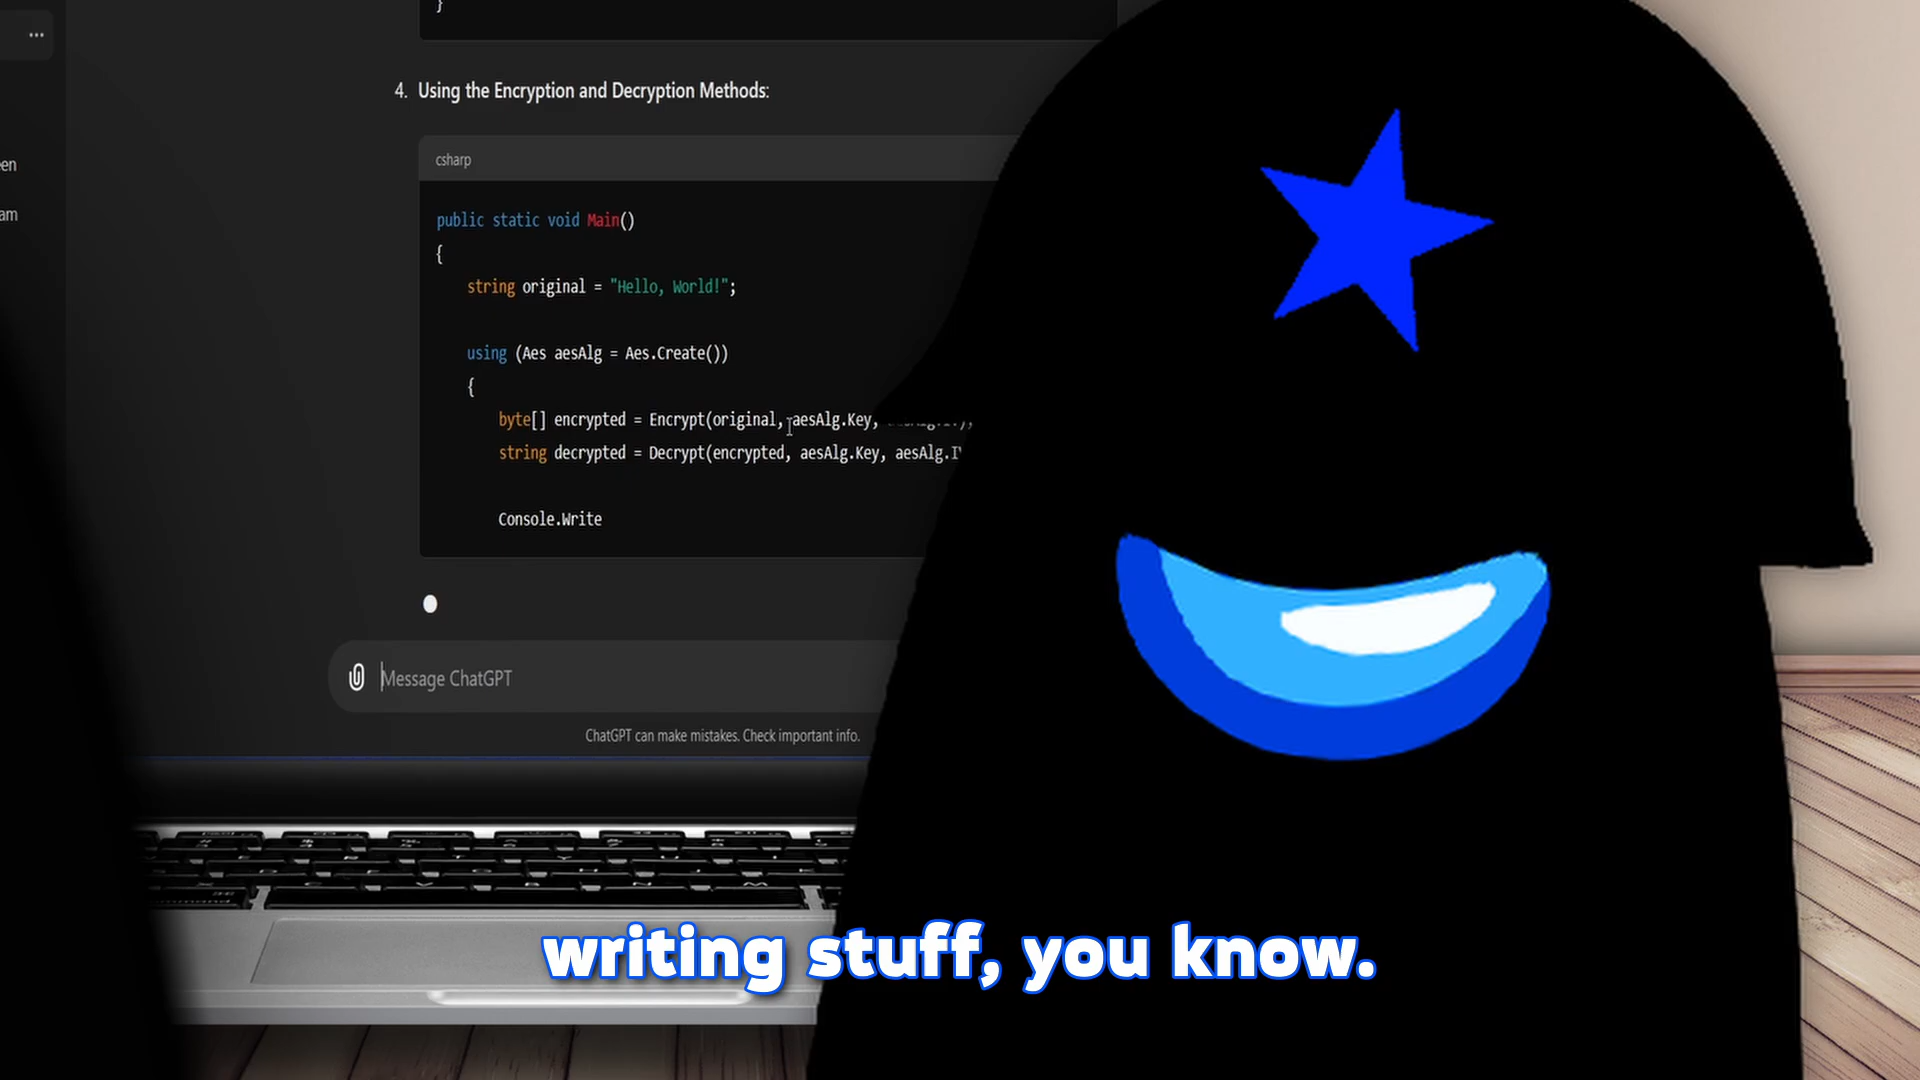 }
4. Using the Encryption and Decryption Methods:
csharp
public static void Main()
{
string original = "Hello, World!";
using (Aes aesAlg = Aes.Create())
{
byte[] encrypted = Encrypt(original, aesAlg.Key,
string decrypted = Decrypt(encrypted, aesAlg.Key, aesAlg.I
Console.Write
Message ChatGPT
ChatGPT can make mistakes. Check important info.
writing stuff, you know.